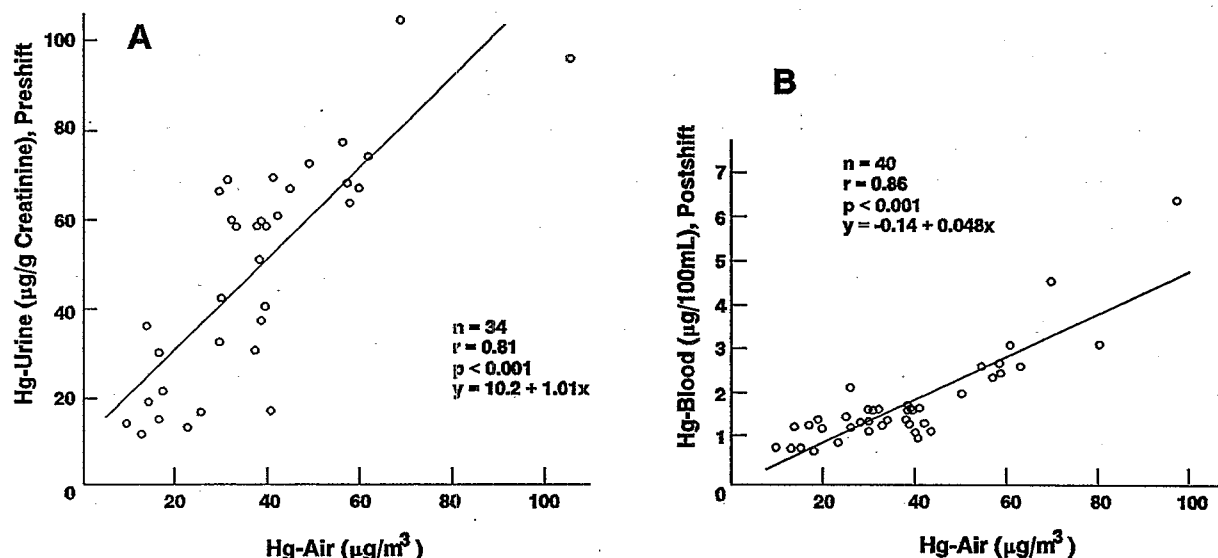 A
Hg-Urine (μg/g Creatinine), Preshift
100
80
60
40
20
0
n = 34
r = 0.81
p < 0.001
y = 10.2 + 1.01x
20
40
60
80
100
Hg-Air (μg/m³)
B
Hg-Blood (μg/100mL), Postshift
7
6
5
4
3
2
1
0
n = 40
r = 0.86
p < 0.001
y = -0.14 + 0.048x
20
40
60
80
100
Hg-Air (μg/m³)